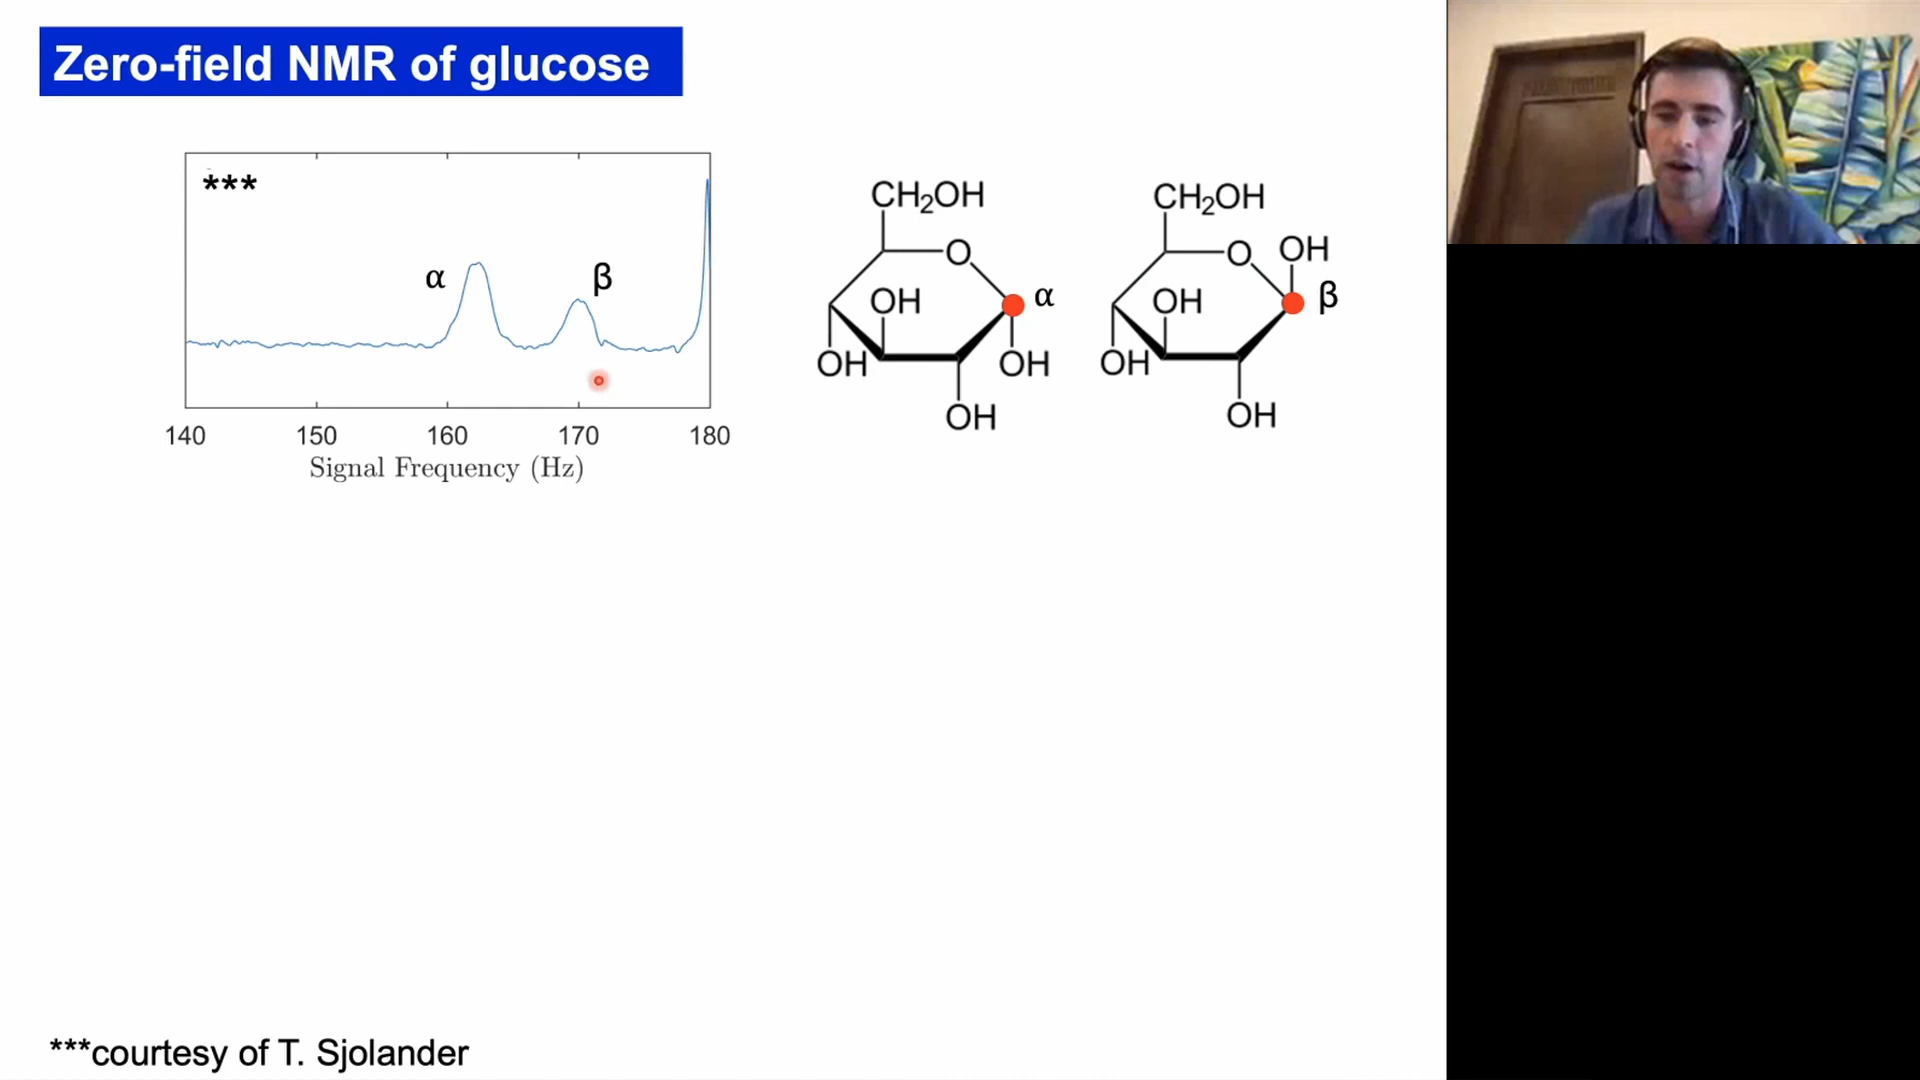 Zero-field NMR of glucose
***
α
β
140 150 160 170 180
Signal Frequency (Hz)
CH₂OH
O
OH
α
OH
OH
OH
CH₂OH
O
OH
OH
β
OH
OH
***courtesy of T. Sjolander